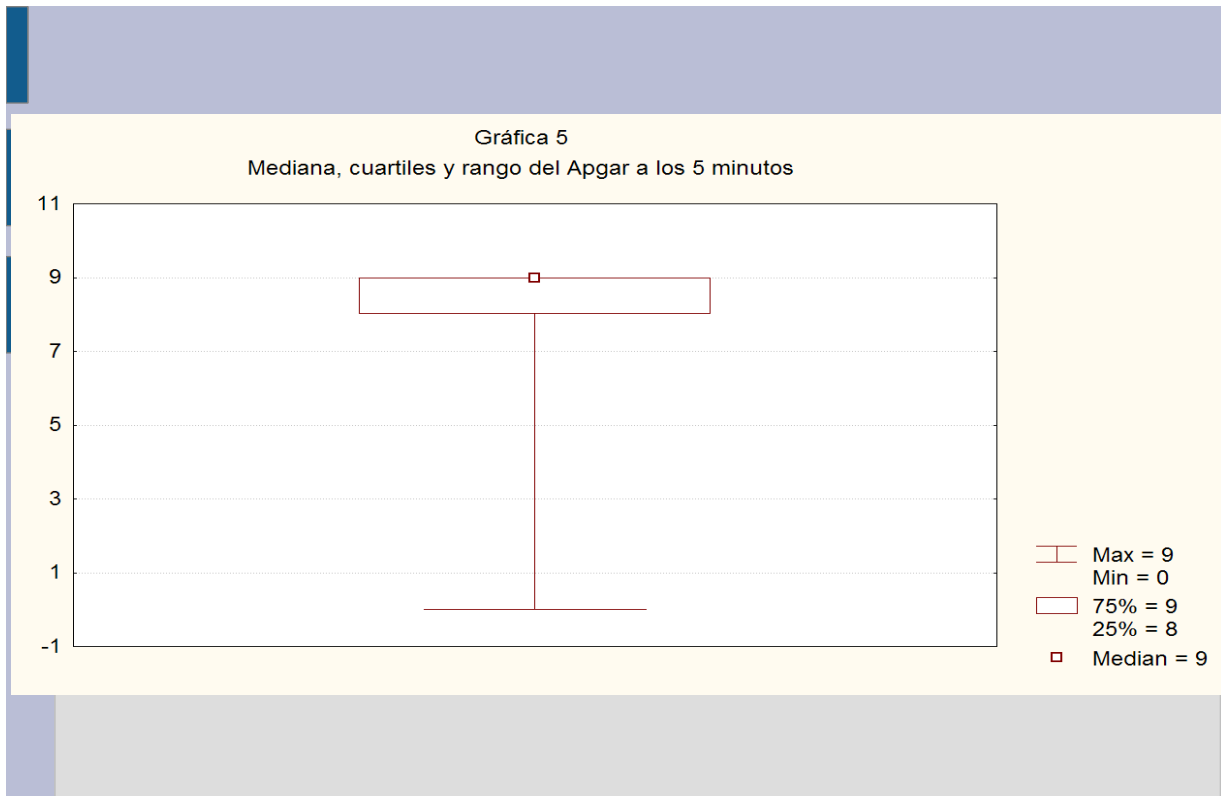 Gráfica 5
Mediana, cuartiles y rango del Apgar a los 5 minutos
11
9
7
5
3
1
-1
Max = 9
Min = 0
75% = 9
25% = 8
Median = 9